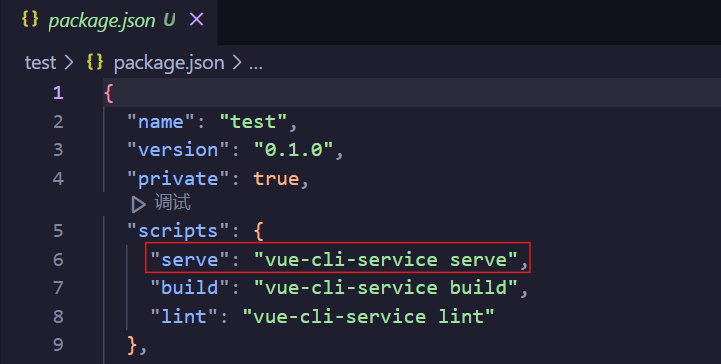 {} package.json U ×
test > {} package.json > ...
1 {
2 "name": "test",
3 "version": "0.1.0",
4 "private": true,
调试
5 "scripts": {
6 "serve": "vue-cli-service serve",
7 "build": "vue-cli-service build",
8 "lint": "vue-cli-service lint"
9 },